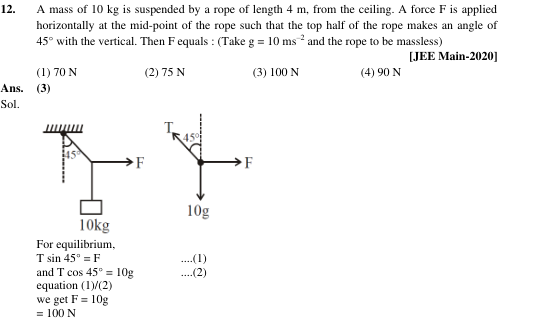 12. A mass of 10 kg is suspended by a rope of length 4 m, from the ceiling. A force F is applied
horizontally at the mid-point of the rope such that the top half of the rope makes an angle of
45° with the vertical. Then F equals : (Take g = 10 ms⁻² and the rope to be massless)
[JEE Main-2020]
(1) 70 N (2) 75 N (3) 100 N (4) 90 N
Ans. (3)
Sol.
T 45°
45° F F
10g
10kg
For equilibrium,
T sin 45° = F ....(1)
and T cos 45° = 10g ....(2)
equation (1)/(2)
we get F = 10g
= 100 N